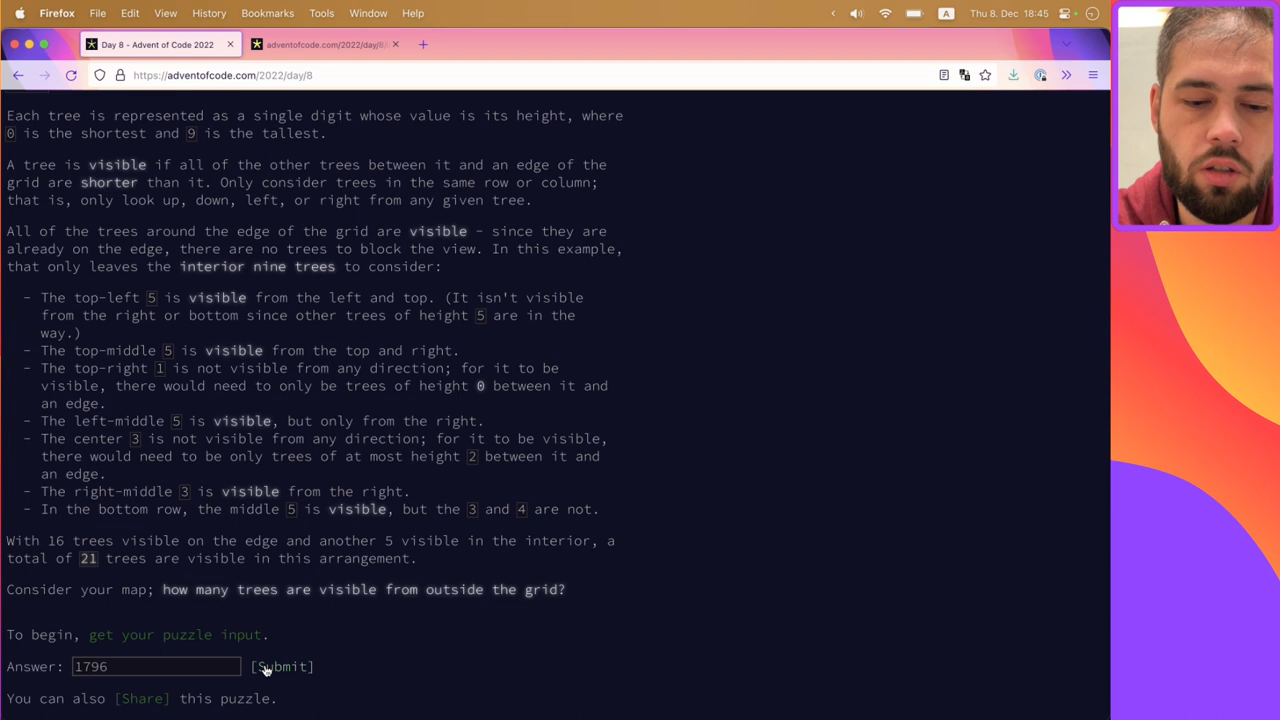 Firefox File Edit View History Bookmarks Tools Window Help A Thu 8. Dec 18:45
Day 8 - Advent of Code 2022 adventofcode.com/2022/day/8/
https://adventofcode.com/2022/day/8
Each tree is represented as a single digit whose value is its height, where
0 is the shortest and 9 is the tallest.
A tree is visible if all of the other trees between it and an edge of the
grid are shorter than it. Only consider trees in the same row or column;
that is, only look up, down, left, or right from any given tree.
All of the trees around the edge of the grid are visible - since they are
already on the edge, there are no trees to block the view. In this example,
that only leaves the interior nine trees to consider:
- The top-left 5 is visible from the left and top. (It isn't visible
from the right or bottom since other trees of height 5 are in the
way.)
- The top-middle 5 is visible from the top and right.
- The top-right 1 is not visible from any direction; for it to be
visible, there would need to only be trees of height 0 between it and
an edge.
- The left-middle 5 is visible, but only from the right.
- The center 3 is not visible from any direction; for it to be visible,
there would need to be only trees of at most height 2 between it and
an edge.
- The right-middle 3 is visible from the right.
- In the bottom row, the middle 5 is visible, but the 3 and 4 are not.
With 16 trees visible on the edge and another 5 visible in the interior, a
total of 21 trees are visible in this arrangement.
Consider your map; how many trees are visible from outside the grid?
To begin, get your puzzle input.
Answer: 1796 [Submit]
You can also [Share] this puzzle.